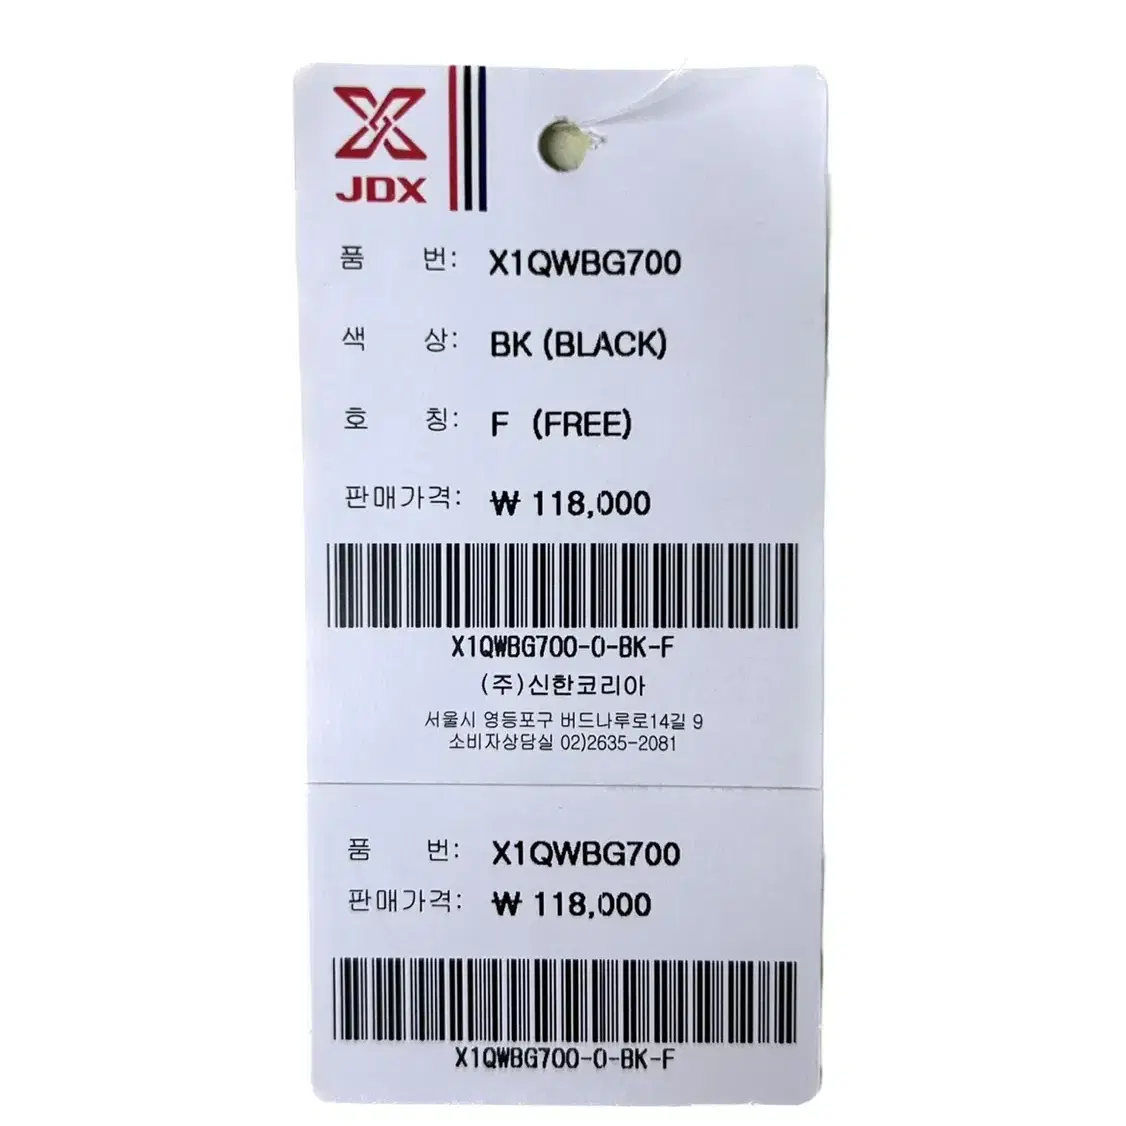 JDX
품 번: X1QWBG700
색 상: BK (BLACK)
호 칭: F (FREE)
판매가격: ₩ 118,000
X1QWBG700-0-BK-F
(주)신한코리아
서울시 영등포구 버드나루로14길 9
소비자상담실 02)2635-2081
품 번: X1QWBG700
판매가격: ₩ 118,000
X1QWBG700-0-BK-F